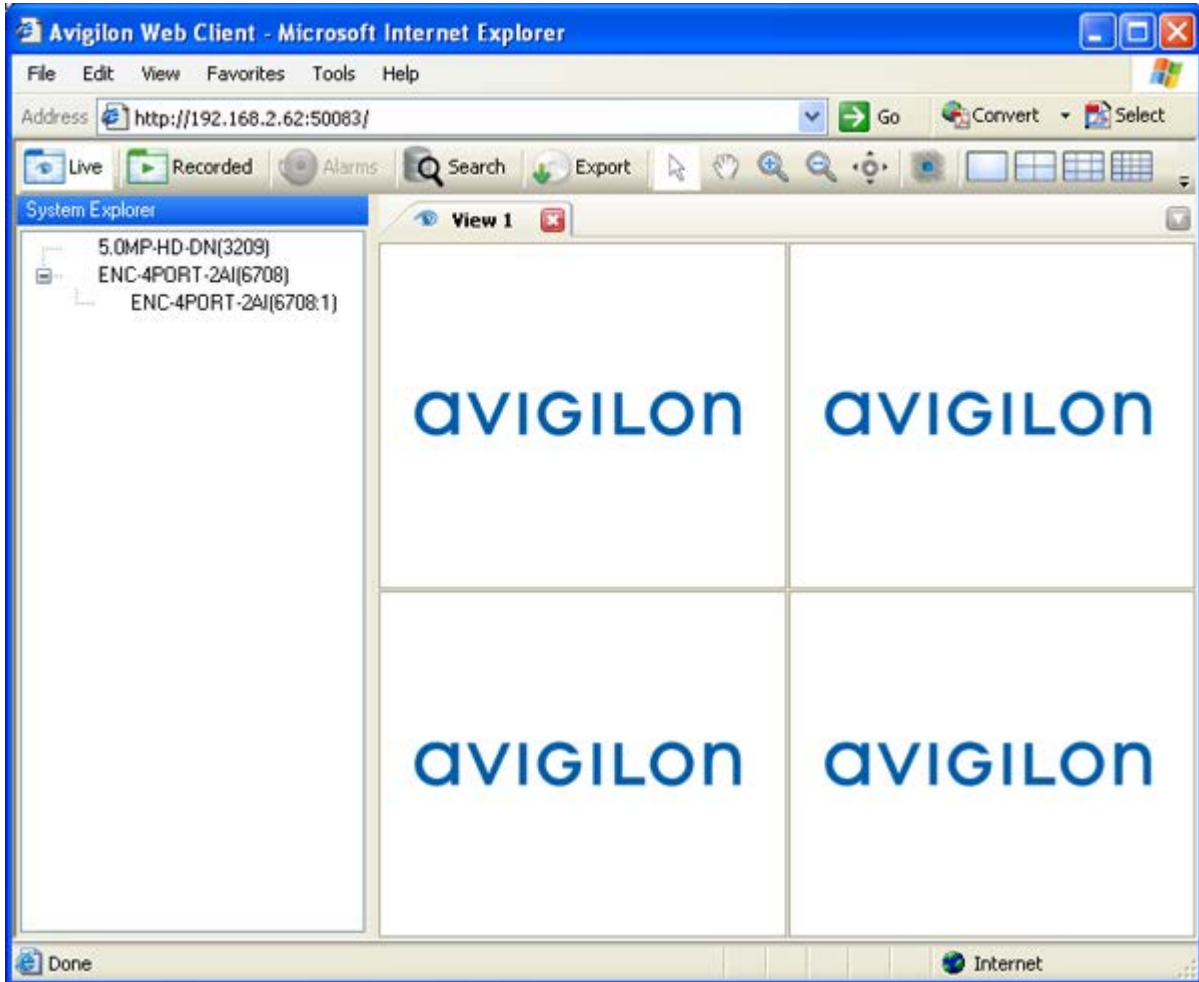 Avigilon Web Client - Microsoft Internet Explorer
File Edit View Favorites Tools Help
Address http://192.168.2.62:50083/ Go Convert Select
Live Recorded Alarms Search Export
System Explorer
View 1
5.0MP-HD-DN(3209)
ENC-4PORT-2AI(6708)
ENC-4PORT-2AI(6708:1)
aVIGILON aVIGILON
aVIGILON aVIGILON
Done Internet